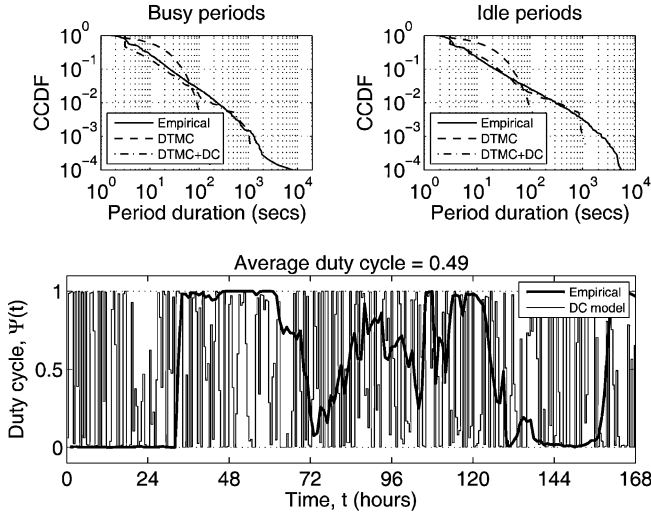 Busy periods
10^0
10^-1
10^-2
10^-3
10^-4
CCDF
Empirical
DTMC
DTMC+DC
10^0 10^1 10^2 10^3 10^4
Period duration (secs)
Idle periods
10^0
10^-1
10^-2
10^-3
10^-4
CCDF
Empirical
DTMC
DTMC+DC
10^0 10^1 10^2 10^3 10^4
Period duration (secs)
Average duty cycle = 0.49
1
0.5
0
Duty cycle, Ψ(t)
Empirical
DC model
0 24 48 72 96 120 144 168
Time, t (hours)